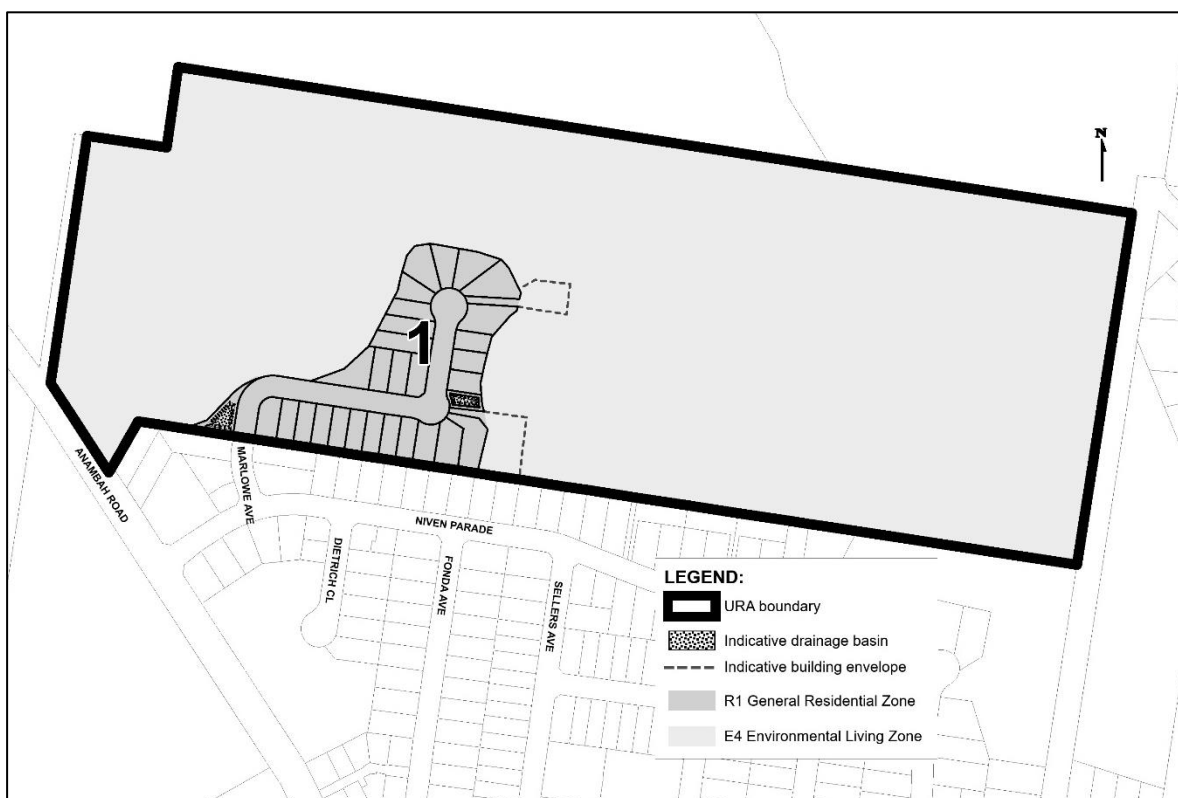 N
1
ANAMBAH ROAD
MARLOWE AVE
NIVEN PARADE
DIETRICH CL
FONDA AVE
SELLERS AVE
LEGEND:
URA boundary
Indicative drainage basin
Indicative building envelope
R1 General Residential Zone
E4 Environmental Living Zone